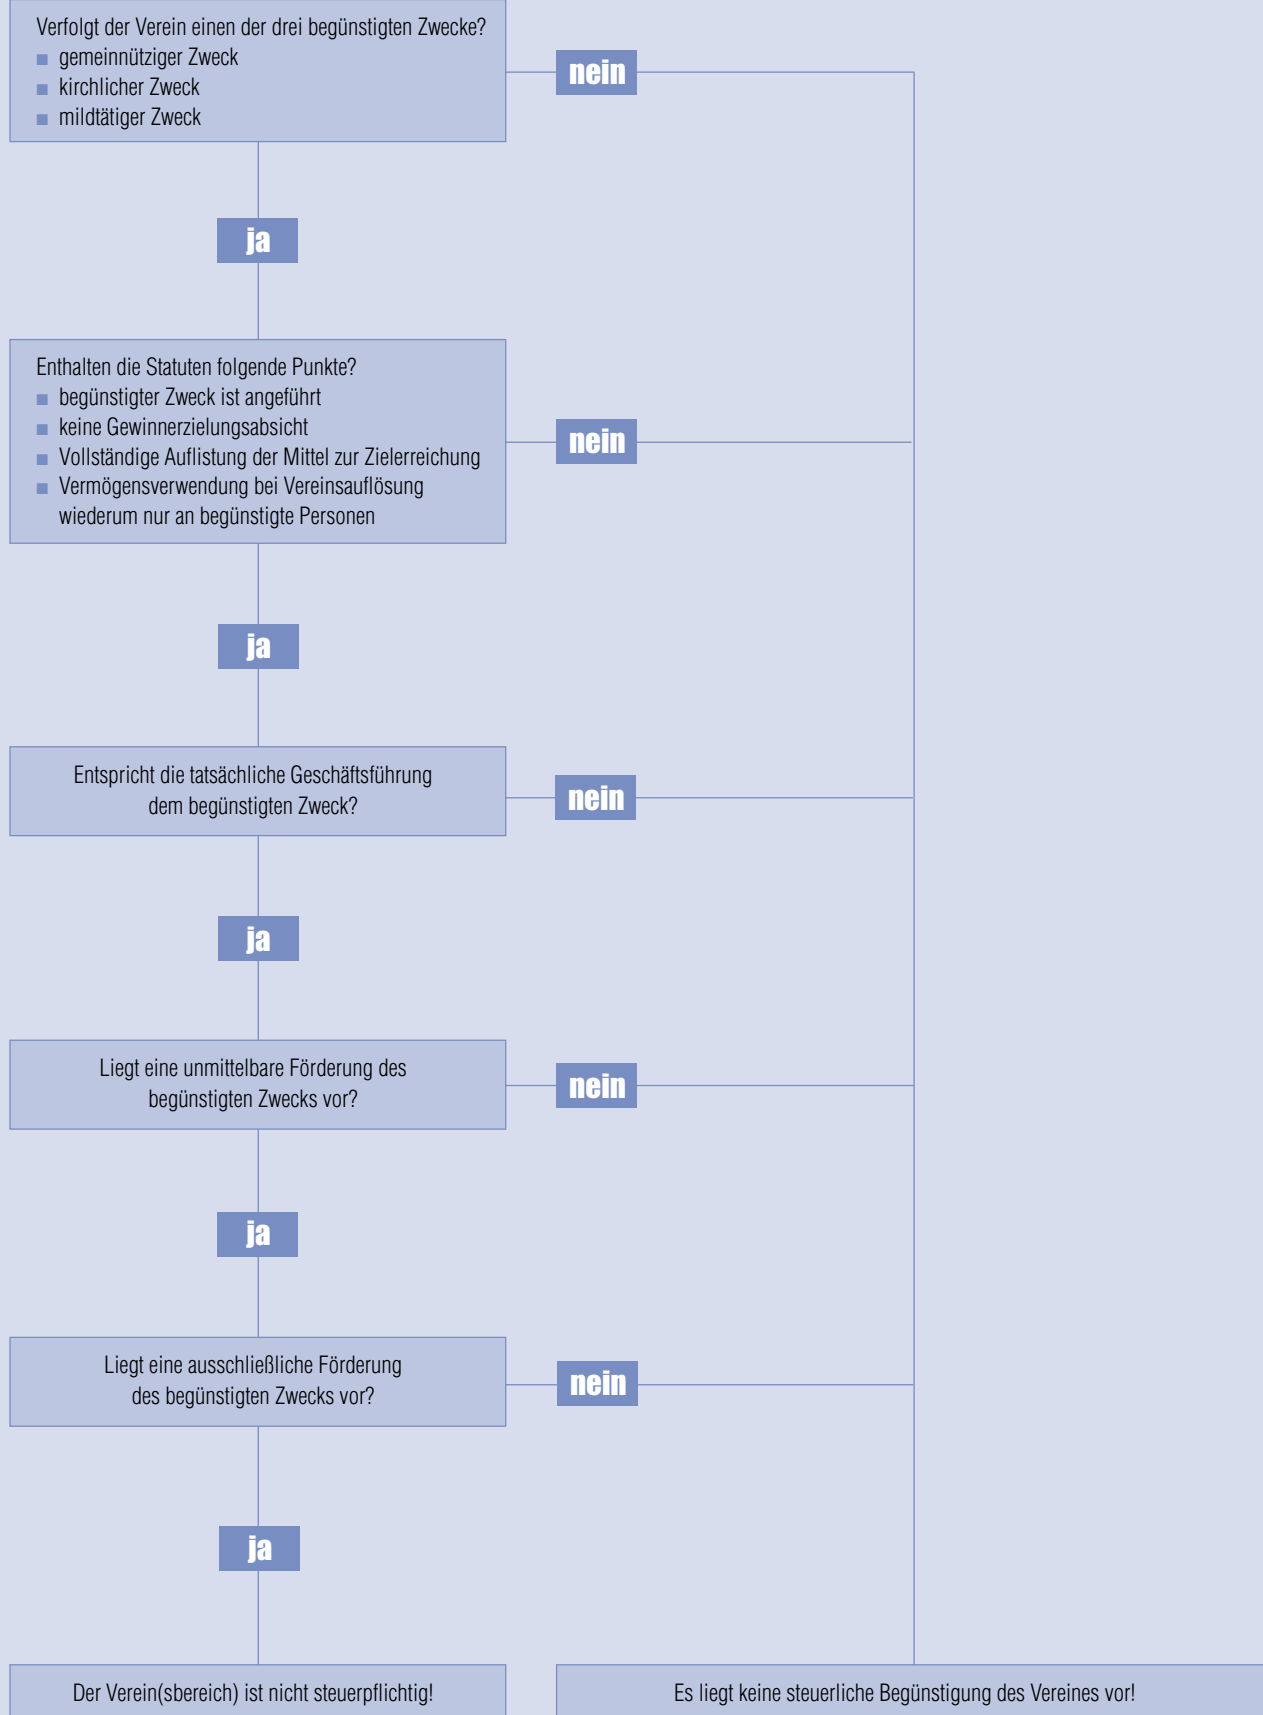 Verfolgt der Verein einen der drei begünstigten Zwecke?
■ gemeinnütziger Zweck
■ kirchlicher Zweck
■ mildtätiger Zweck
nein
ja
Enthalten die Statuten folgende Punkte?
■ begünstigter Zweck ist angeführt
■ keine Gewinnerzielungsabsicht
■ Vollständige Auflistung der Mittel zur Zielerreichung
■ Vermögensverwendung bei Vereinsauflösung
wiederum nur an begünstigte Personen
nein
ja
Entspricht die tatsächliche Geschäftsführung
dem begünstigten Zweck?
nein
ja
Liegt eine unmittelbare Förderung des
begünstigten Zwecks vor?
nein
ja
Liegt eine ausschließliche Förderung
des begünstigten Zwecks vor?
nein
ja
Der Verein(sbereich) ist nicht steuerpflichtig!
Es liegt keine steuerliche Begünstigung des Vereines vor!